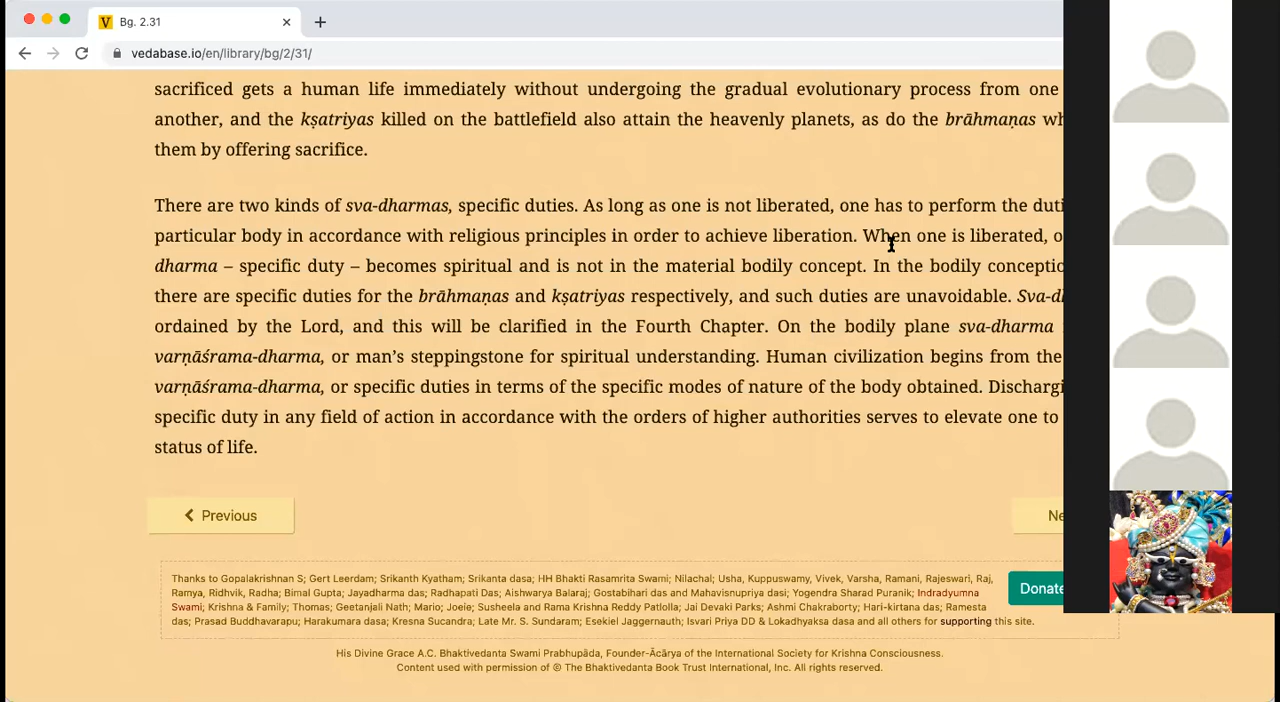 Bg. 2.31
vedabase.io/en/library/bg/2/31/
sacrificed gets a human life immediately without undergoing the gradual evolutionary process from one
another, and the kṣatriyas killed on the battlefield also attain the heavenly planets, as do the brāhmaṇas
them by offering sacrifice.
There are two kinds of sva-dharmas, specific duties. As long as one is not liberated, one has to perform the
particular body in accordance with religious principles in order to achieve liberation. When one is liberated,
dharma – specific duty – becomes spiritual and is not in the material bodily concept. In the bodily
there are specific duties for the brāhmaṇas and kṣatriyas respectively, and such duties are unavoidable.
ordained by the Lord, and this will be clarified in the Fourth Chapter. On the bodily plane sva-dharma
varṇāśrama-dharma, or man's steppingstone for spiritual understanding. Human civilization begins from the
varṇāśrama-dharma, or specific duties in terms of the specific modes of nature of the body obtained.
specific duty in any field of action in accordance with the orders of higher authorities serves to elevate one to
status of life.
Previous
Thanks to Gopalakrishnan S; Gert Leerdam; Srikanth Kyatham; Srikanta dasa; HH Bhakti Rasamrita Swami; Nilachal; Usha, Kuppuswamy, Vivek, Varsha, Ramani, Rajeswari, Raj,
Ramya, Ridhvik, Radha; Bimal Gupta; Jayadharma das; Radhapati Das; Aishwarya Balaraj; Gostabihari das and Mahavisnupriya dasi; Yogendra Sharad Puranik; Indradyumna
Swami; Krishna & Family; Thomas; Geetanjali Nath; Mario; Joeie; Susheela and Rama Krishna Reddy Patlolla; Jai Devaki Parks; Ashmi Chakraborty; Hari-kirtana das; Ramesta
das; Prasad Buddhavarapu; Harakumara dasa; Kresna Sucandra; Late Mr. S. Sundaram; Esekiel Jaggernauth; Isvari Priya DD & Lokadhyaksa dasa and all others for supporting this site.
Donate
His Divine Grace A.C. Bhaktivedanta Swami Prabhupāda, Founder-Ācārya of the International Society for Krishna Consciousness.
Content used with permission of © The Bhaktivedanta Book Trust International, Inc. All rights reserved.